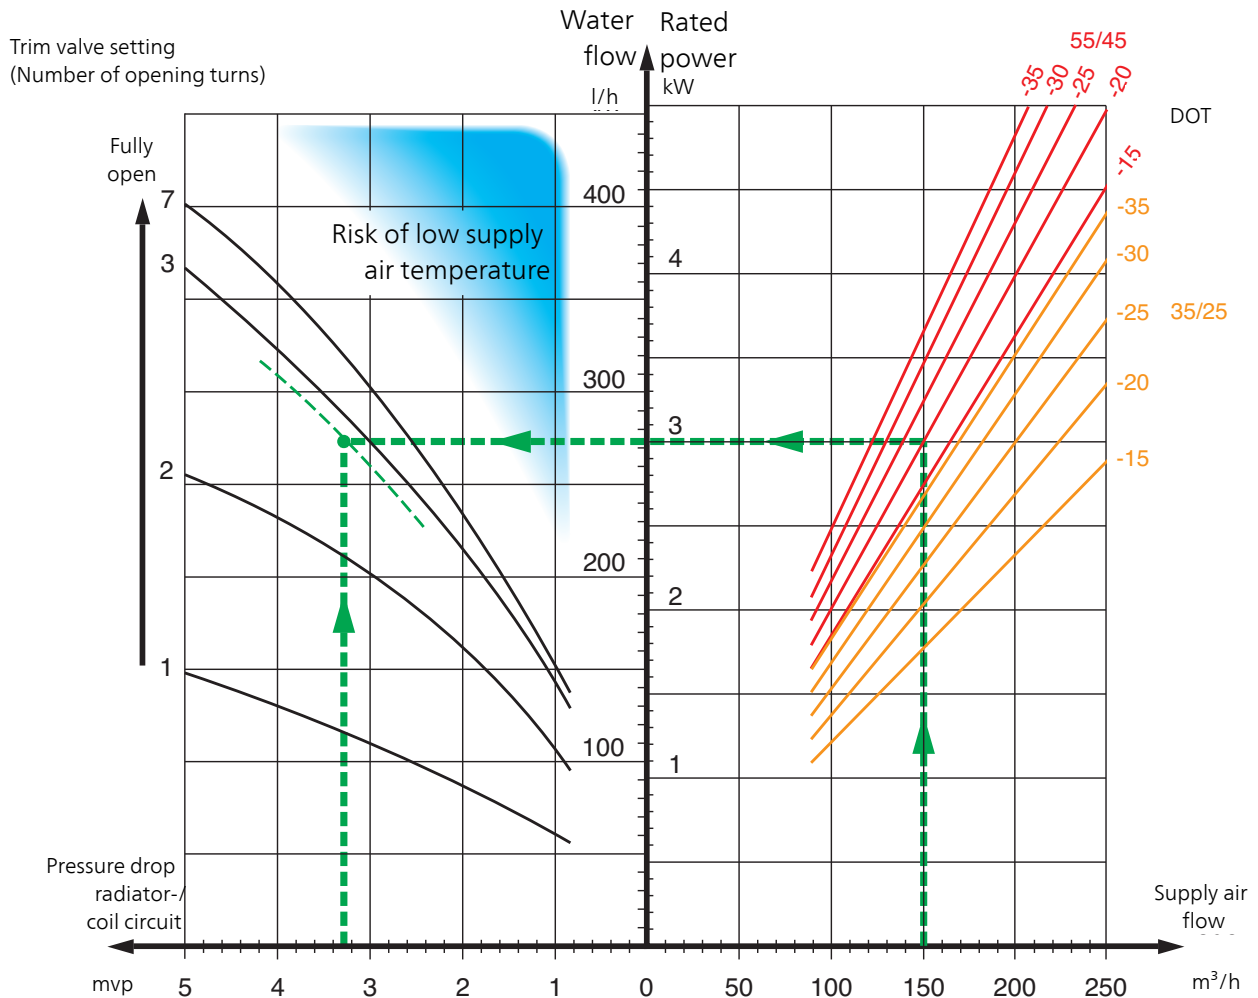 Water Rated
flow power
Trim valve setting
(Number of opening turns)
l/h kW
55/45
-35 -30 -25 -20
DOT
Fully
open
-15
7
400
-35
Risk of low supply
air temperature
3
4
-30
-25 35/25
300
-20
3
2
-15
200
2
1
100
1
Pressure drop
radiator-/
coil circuit
Supply air
flow
mvp 5 4 3 2 1 0 50 100 150 200 250 m³/h